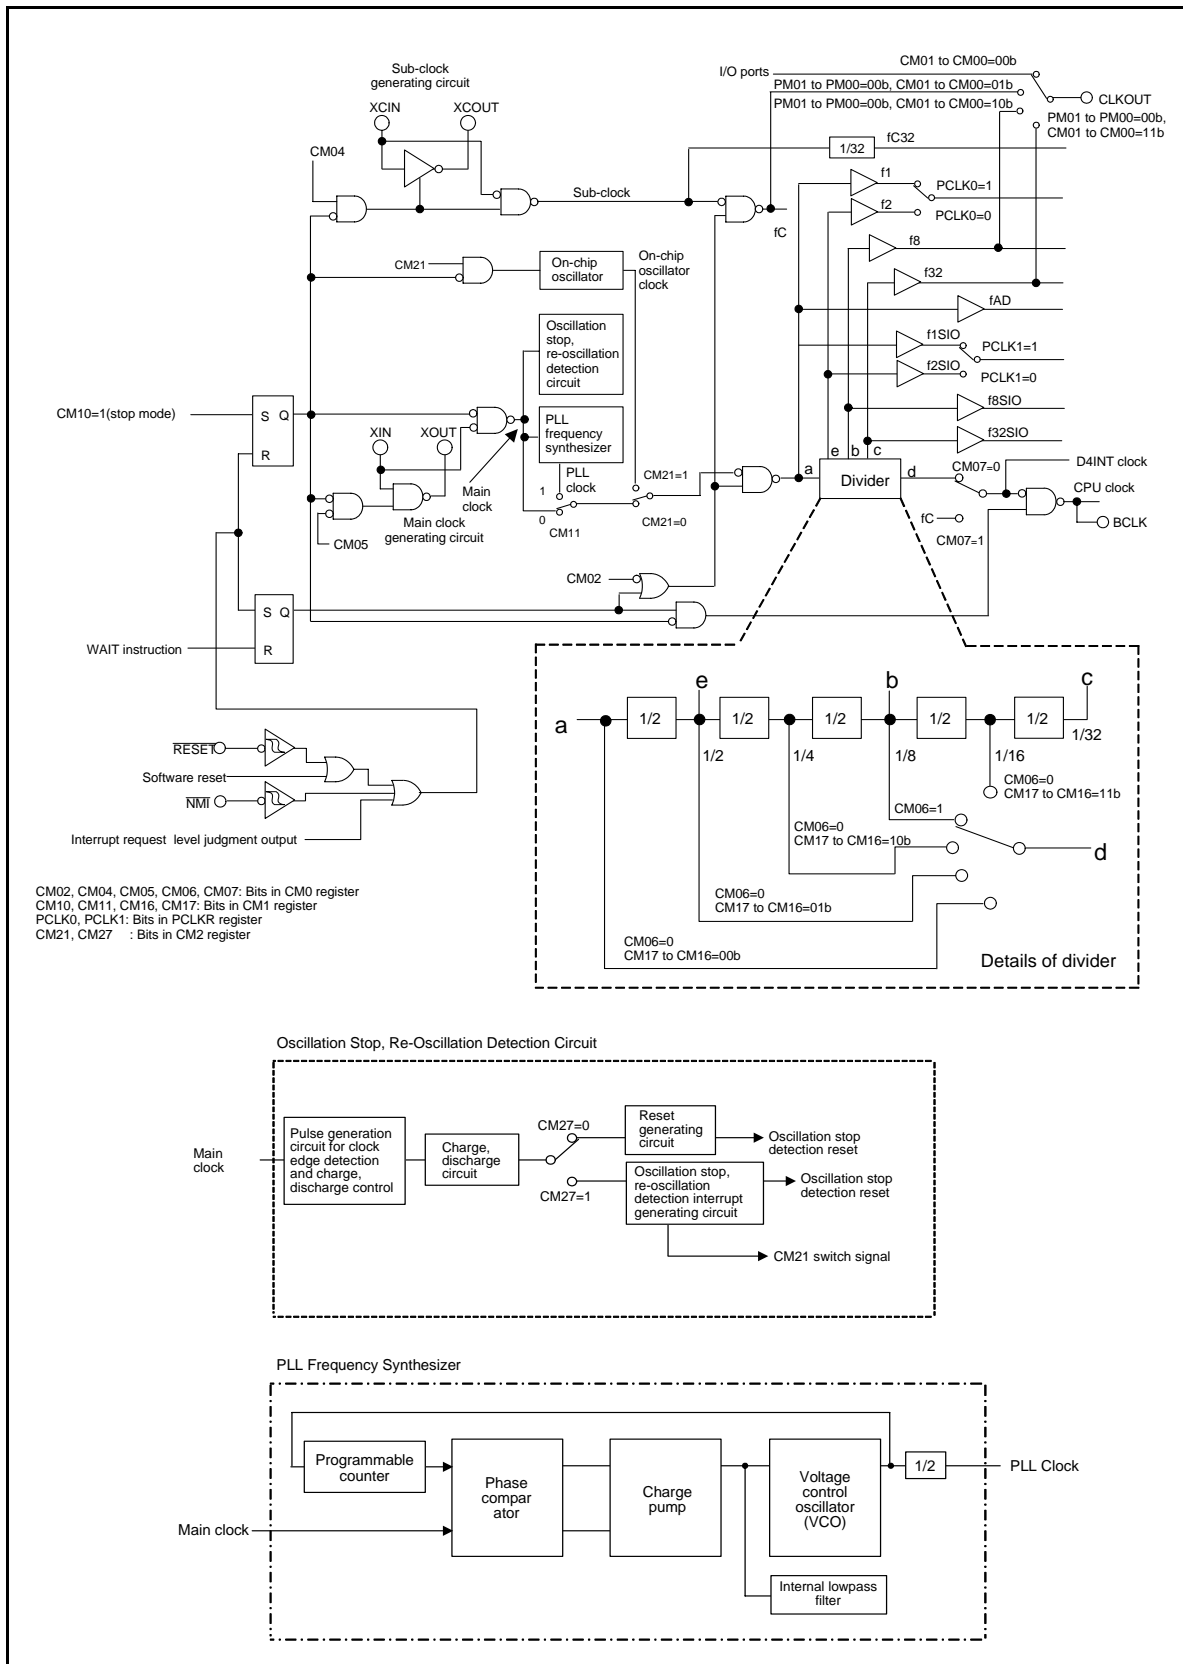 Sub-clock
generating circuit
XCIN
XCOUT
CM04
Sub-clock
I/O ports
CM01 to CM00=00b
PM01 to PM00=00b, CM01 to CM00=01b
PM01 to PM00=00b, CM01 to CM00=10b
CLKOUT
PM01 to PM00=00b,
CM01 to CM00=11b
1/32
fC32
f1
PCLK0=1
f2
PCLK0=0
fC
f8
f32
fAD
f1SIO
PCLK1=1
f2SIO
PCLK1=0
f8SIO
f32SIO
CM21
On-chip
oscillator
On-chip
oscillator
clock
Oscillation
stop,
re-oscillation
detection
circuit
CM10=1(stop mode)
S Q
R
XIN
XOUT
PLL
frequency
synthesizer
PLL
clock
Main
clock
Main clock
generating circuit
CM05
1
0
CM11
CM21=1
CM21=0
a
e
b
c
d
Divider
CM07=0
D4INT clock
CPU clock
fC
CM07=1
BCLK
CM02
S Q
R
WAIT instruction
RESET
Software reset
NMI
Interrupt request level judgment output
a
e
b
c
1/2
1/2
1/2
1/2
1/2
1/2
1/4
1/8
1/16
1/32
CM06=0
CM17 to CM16=11b
CM06=1
CM06=0
CM17 to CM16=10b
d
CM06=0
CM17 to CM16=01b
CM06=0
CM17 to CM16=00b
Details of divider
CM02, CM04, CM05, CM06, CM07: Bits in CM0 register
CM10, CM11, CM16, CM17: Bits in CM1 register
PCLK0, PCLK1: Bits in PCLKR register
CM21, CM27 : Bits in CM2 register
Oscillation Stop, Re-Oscillation Detection Circuit
Main
clock
Pulse generation
circuit for clock
edge detection
and charge,
discharge control
Charge,
discharge
circuit
CM27=0
CM27=1
Reset
generating
circuit
Oscillation stop
detection reset
Oscillation stop,
re-oscillation
detection interrupt
generating circuit
Oscillation stop
detection reset
CM21 switch signal
PLL Frequency Synthesizer
Programmable
counter
Main clock
Phase
compar
ator
Charge
pump
Voltage
control
oscillator
(VCO)
1/2
PLL Clock
Internal lowpass
filter